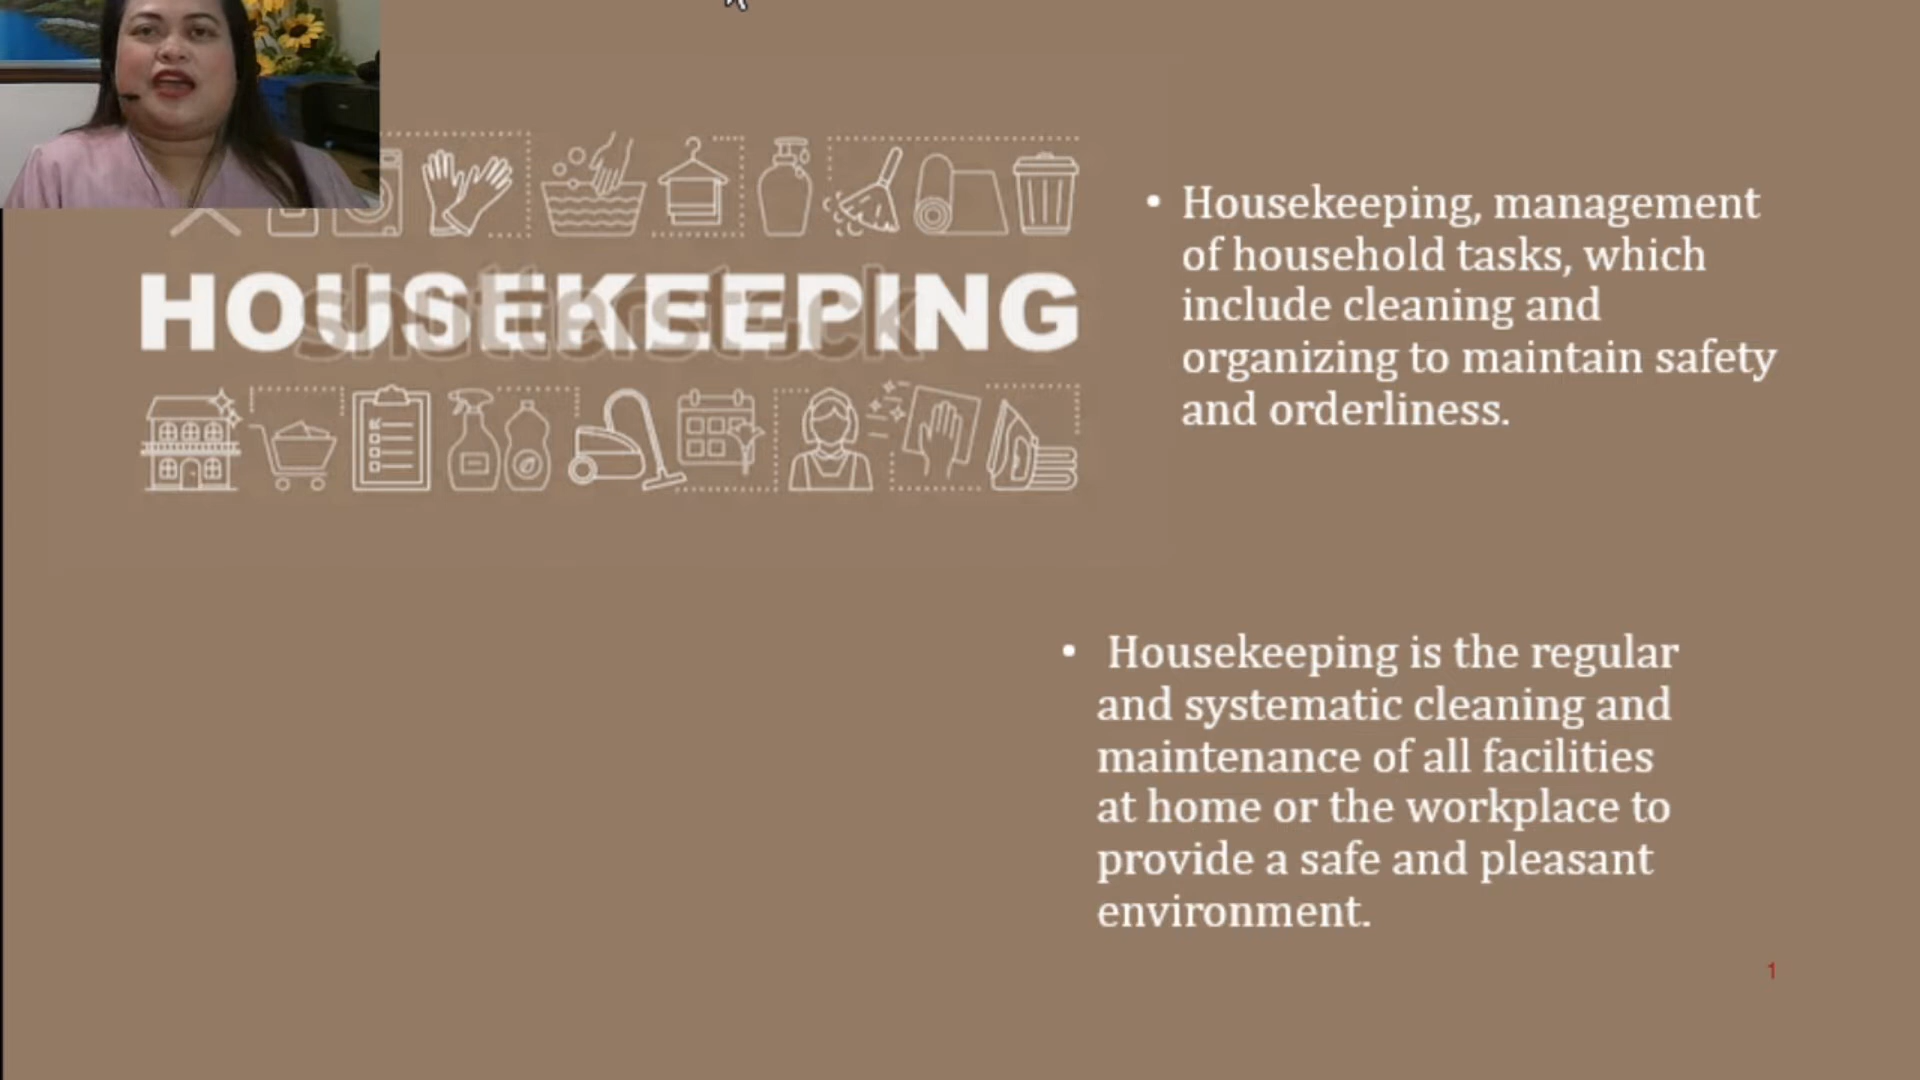 HOUSEKEEPING
shutterstock
• Housekeeping, management
of household tasks, which
include cleaning and
organizing to maintain safety
and orderliness.
• Housekeeping is the regular
and systematic cleaning and
maintenance of all facilities
at home or the workplace to
provide a safe and pleasant
environment.
1